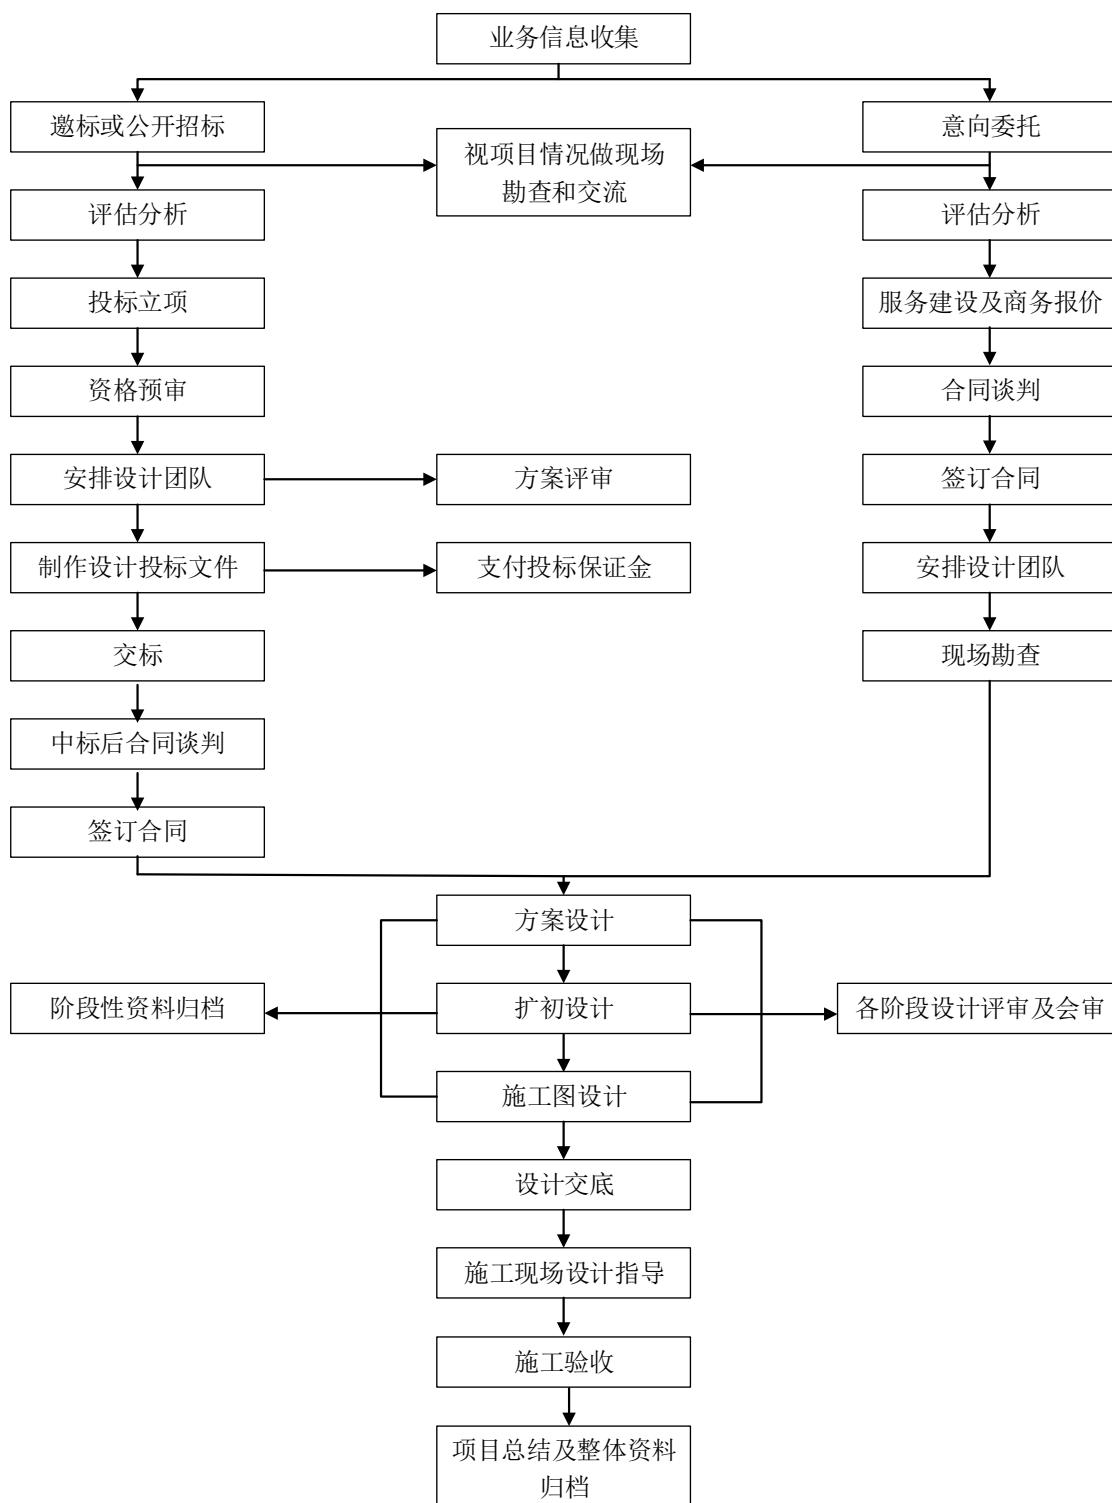 业务信息收集
邀标或公开招标
意向委托
视项目情况做现场
勘查和交流
评估分析
评估分析
投标立项
服务建设及商务报价
资格预审
合同谈判
安排设计团队
方案评审
签订合同
制作设计投标文件
支付投标保证金
安排设计团队
交标
现场勘查
中标后合同谈判
签订合同
方案设计
阶段性资料归档
扩初设计
各阶段设计评审及会审
施工图设计
设计交底
施工现场设计指导
施工验收
项目总结及整体资料
归档